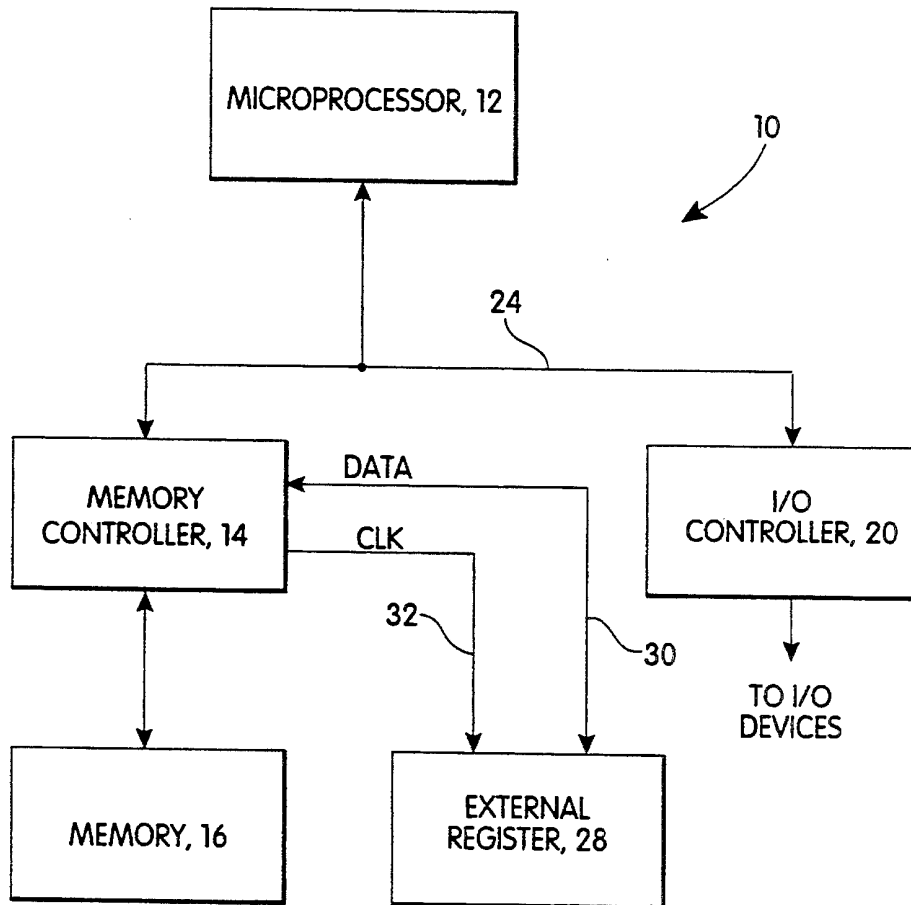 MICROPROCESSOR, 12
10
24
MEMORY
CONTROLLER, 14
DATA
CLK
I/O
CONTROLLER, 20
32
30
TO I/O
DEVICES
MEMORY, 16
EXTERNAL
REGISTER, 28